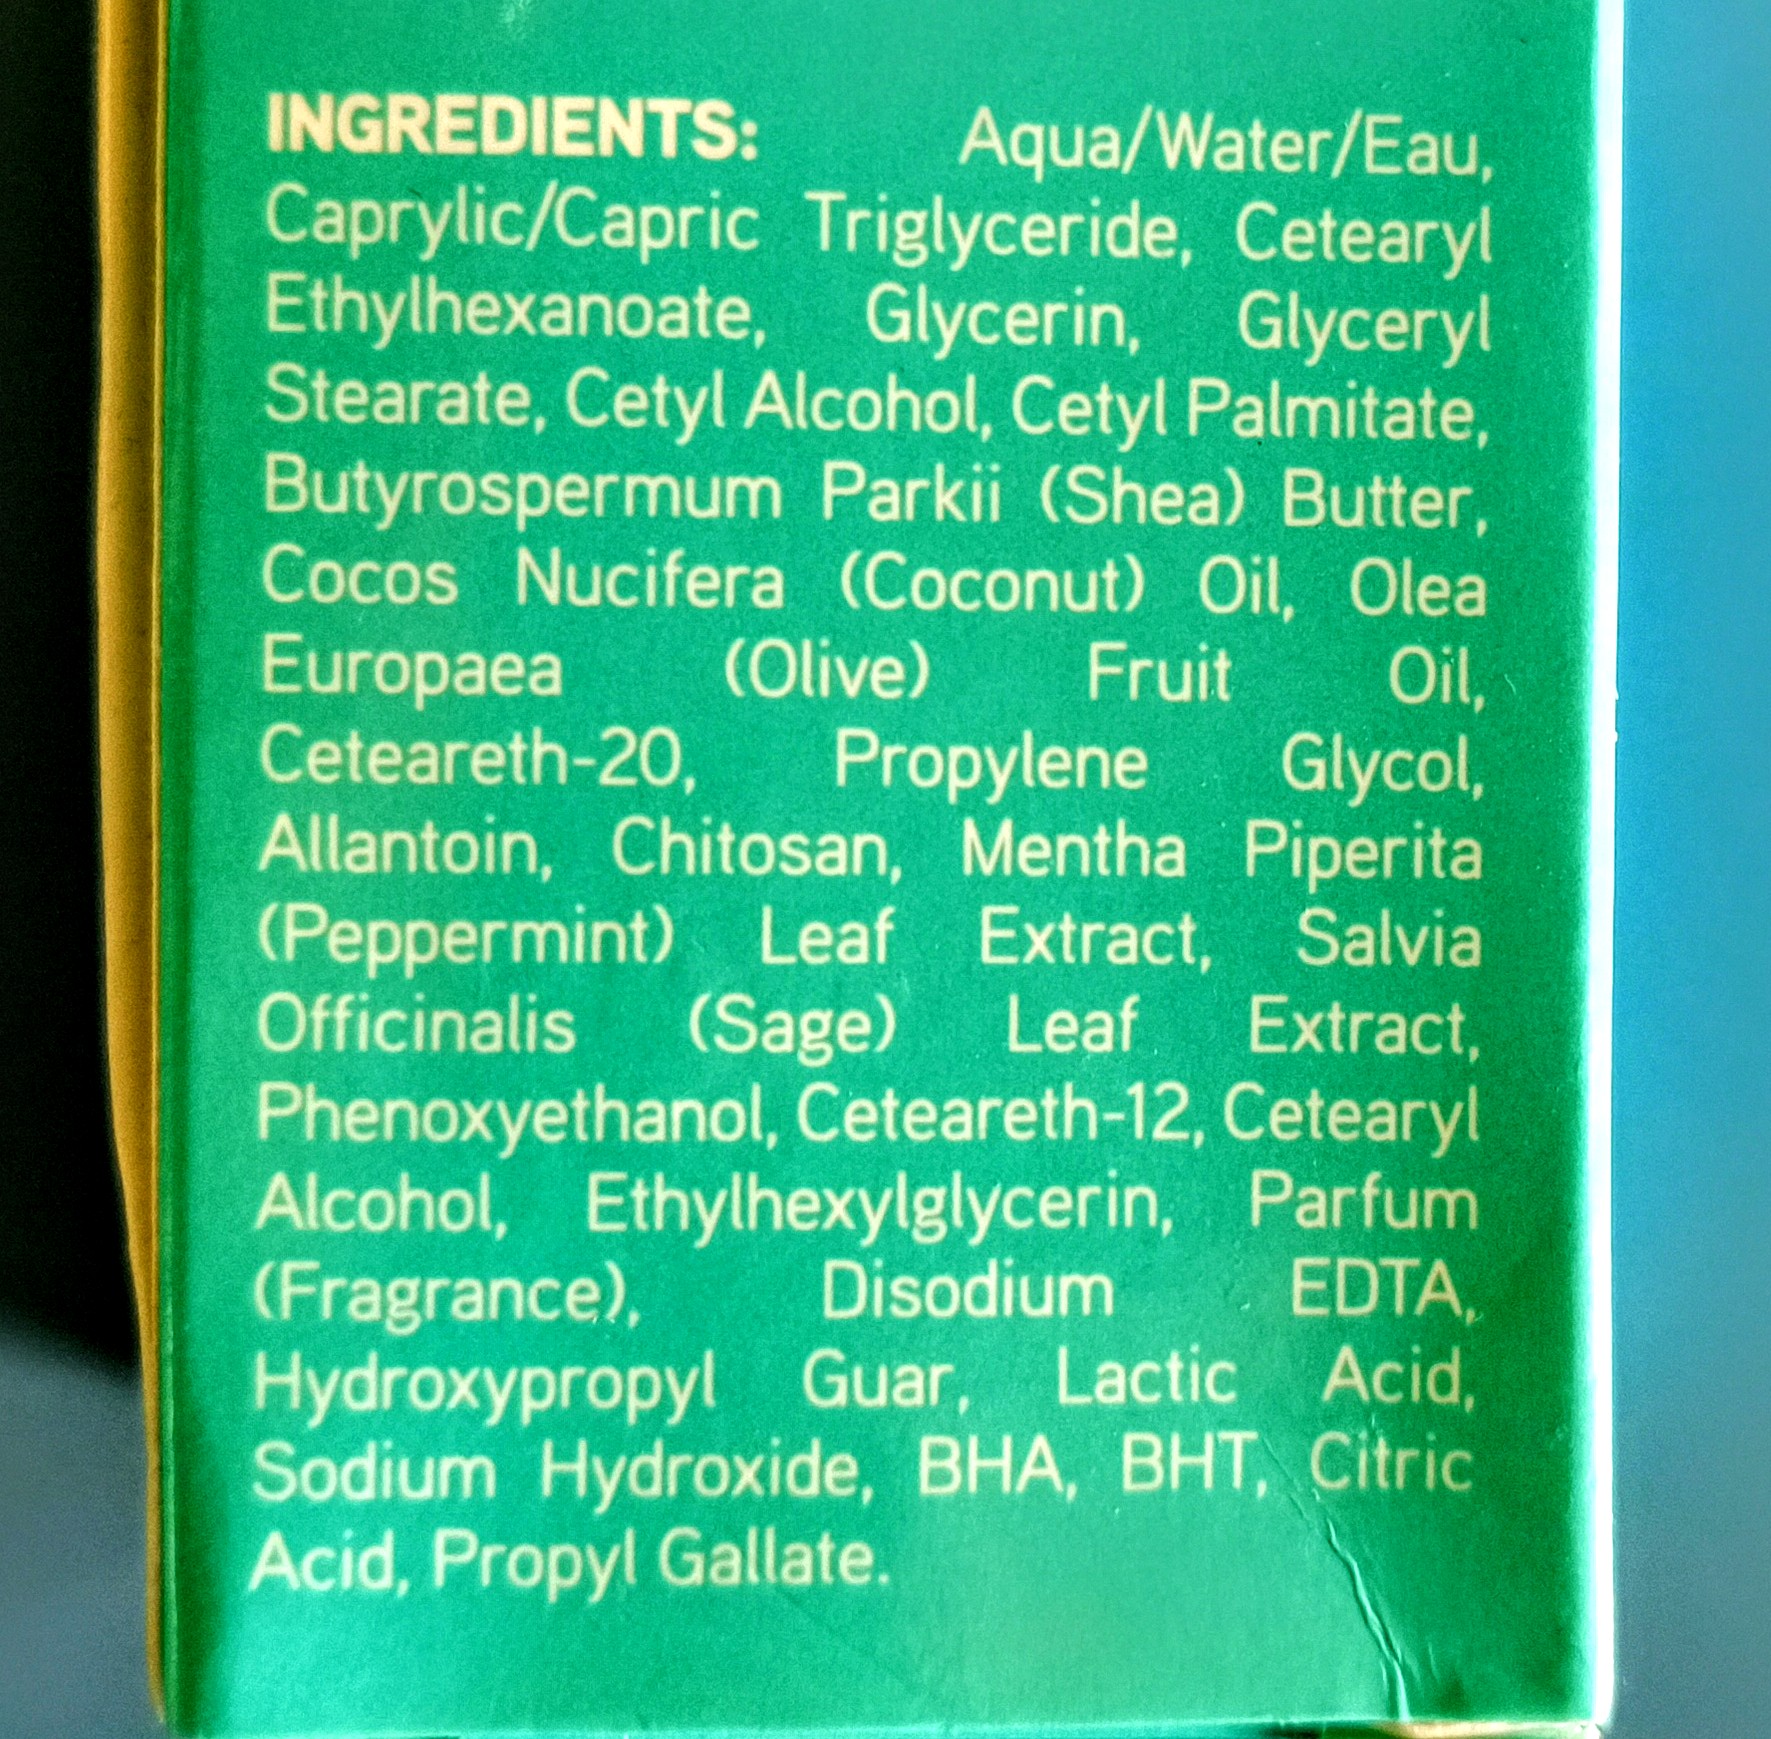 INGREDIENTS: Aqua/Water/Eau,
Caprylic/Capric Triglyceride, Cetearyl
Ethylhexanoate, Glycerin, Glyceryl
Stearate, Cetyl Alcohol, Cetyl Palmitate,
Butyrospermum Parkii (Shea) Butter,
Cocos Nucifera (Coconut) Oil, Olea
Europaea (Olive) Fruit Oil,
Ceteareth-20, Propylene Glycol,
Allantoin, Chitosan, Mentha Piperita
(Peppermint) Leaf Extract, Salvia
Officinalis (Sage) Leaf Extract,
Phenoxyethanol, Ceteareth-12, Cetearyl
Alcohol, Ethylhexylglycerin, Parfum
(Fragrance), Disodium EDTA,
Hydroxypropyl Guar, Lactic Acid,
Sodium Hydroxide, BHA, BHT, Citric
Acid, Propyl Gallate.